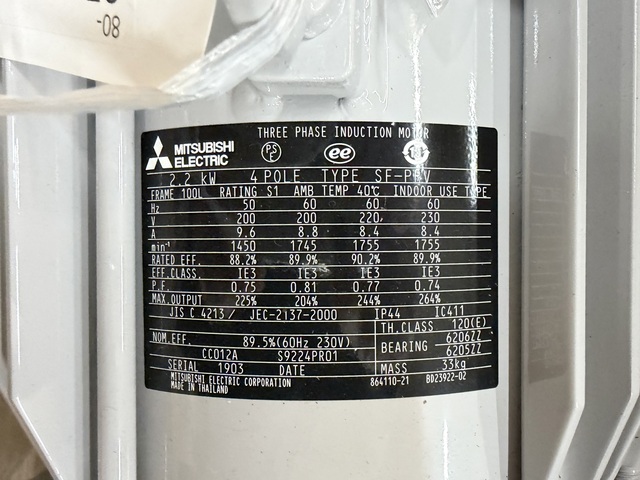 -08
THREE PHASE INDUCTION MOTOR
MITSUBISHI ELECTRIC
PSE
ee
2.2 kW 4 POLE TYPE SF-PRV
FRAME 100L RATING S1 AMB TEMP 40℃ INDOOR USE TYPE
Hz 50 60 60 60
V 200 200 220 230
A 9.6 8.8 8.4 8.4
min⁻¹ 1450 1745 1755 1755
RATED EFF. 88.2% 89.9% 90.2% 89.9%
EFF.CLASS. IE3 IE3 IE3 IE3
P.F. 0.75 0.81 0.77 0.74
MAX.OUTPUT 225% 204% 244% 264%
JIS C 4213/ JEC-2137-2000 IP44 IC411
TH.CLASS 120(E)
NOM.EFF. 89.5%(60Hz 230V) BEARING 6206ZZ
6205ZZ
CC012A S9224PR01
SERIAL 1903 DATE MASS 33kg
MITSUBISHI ELECTRIC CORPORATION 864110-21 BD23922-02
MADE IN THAILAND